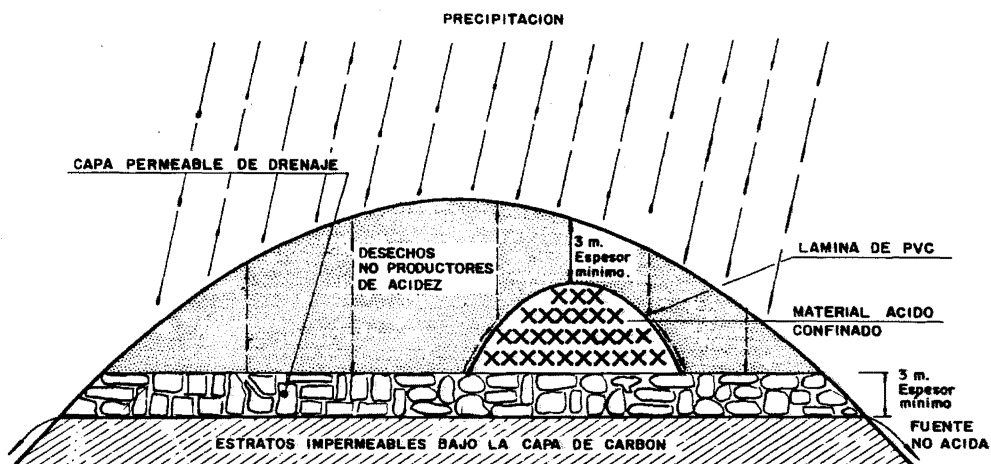 PRECIPITACION
CAPA PERMEABLE DE DRENAJE
DESECHOS
NO PRODUCTORES
DE ACIDEZ
3 m.
Espesor
mínimo.
LAMINA DE PVC
MATERIAL ACIDO
CONFINADO
3 m.
Espesor
mínimo
ESTRATOS IMPERMEABLES BAJO LA CAPA DE CARBON
FUENTE
NO ACIDA